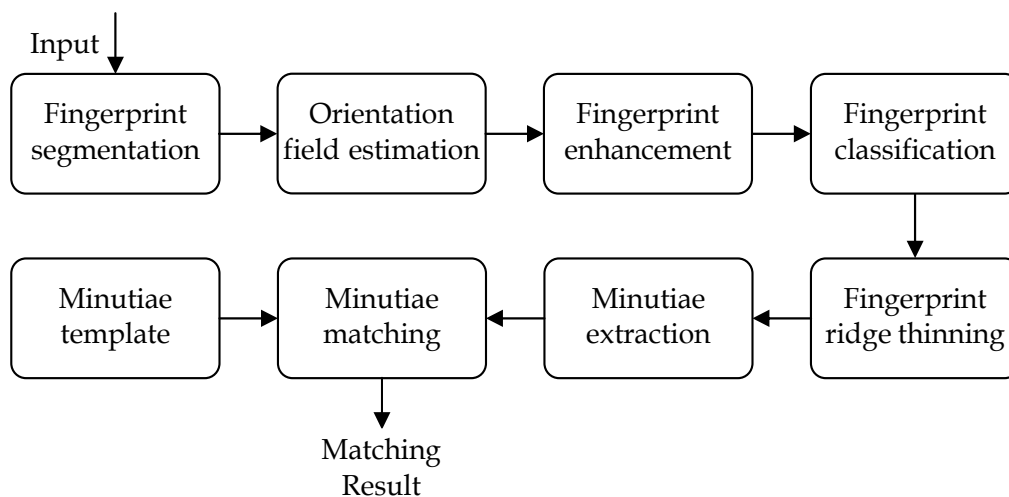 Input
Fingerprint
segmentation
Orientation
field estimation
Fingerprint
enhancement
Fingerprint
classification
Minutiae
template
Minutiae
matching
Minutiae
extraction
Fingerprint
ridge thinning
Matching
Result